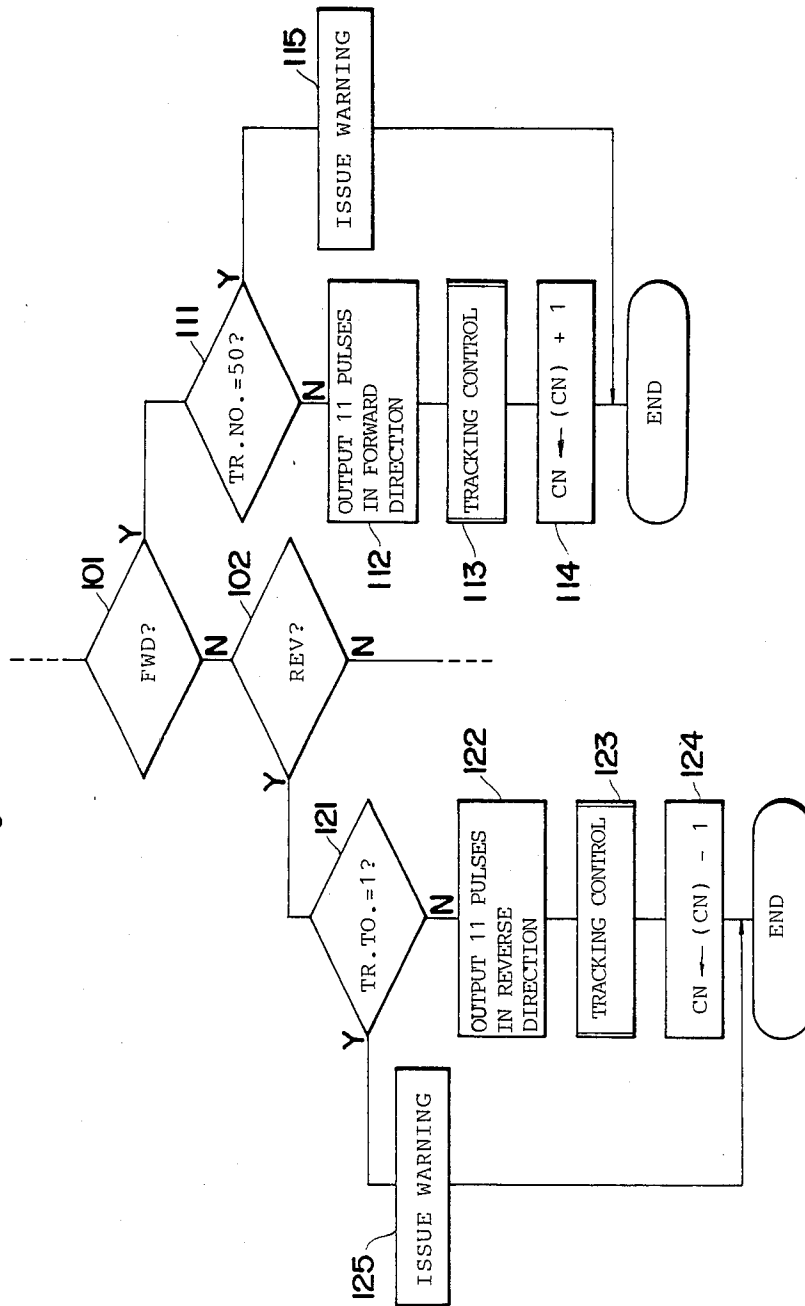 101
FWD?
Y
N
102
REV?
Y
N
111
TR.NO.=50?
Y
N
112
OUTPUT 11 PULSES
IN FORWARD
DIRECTION
113
TRACKING CONTROL
114
CN ← (CN) + 1
END
115
ISSUE WARNING
121
TR.TO.=1?
Y
N
122
OUTPUT 11 PULSES
IN REVERSE
DIRECTION
123
TRACKING CONTROL
124
CN ← (CN) - 1
END
125
ISSUE WARNING